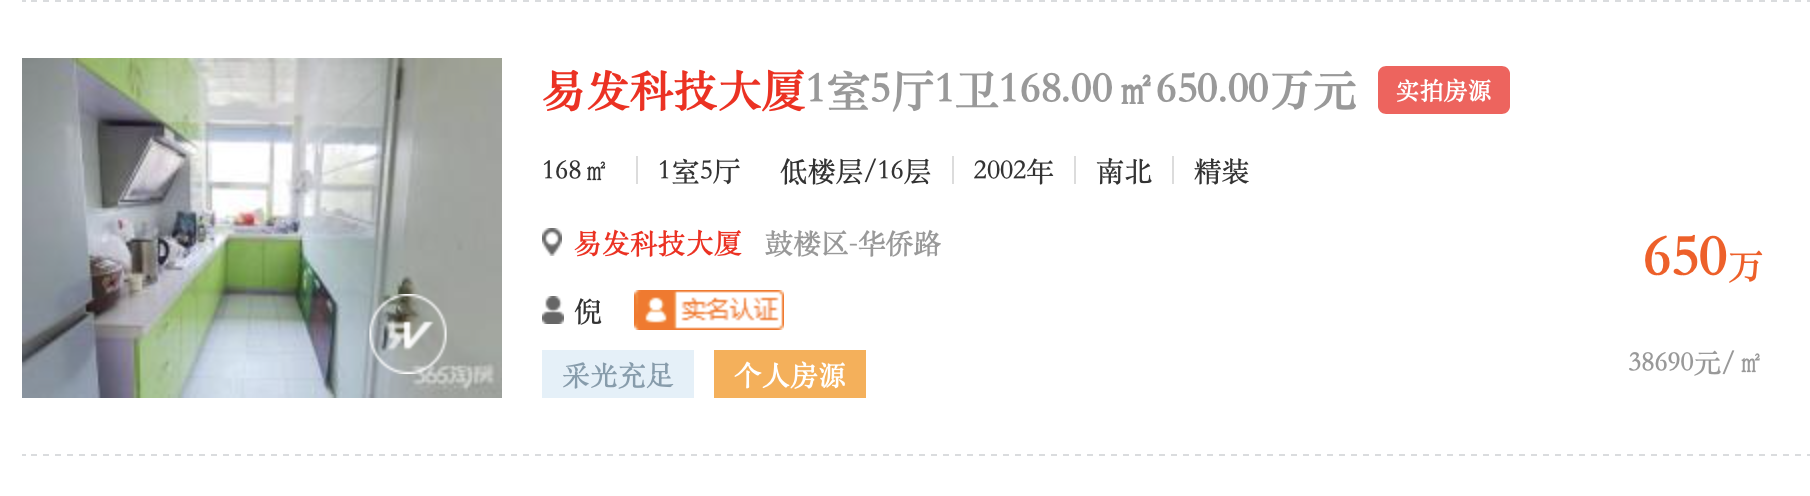 易发科技大厦1室5厅1卫168.00㎡650.00万元 实拍房源
168㎡ 1室5厅 低楼层/16层 2002年 南北 精装
易发科技大厦 鼓楼区-华侨路
650万
倪 实名认证
38690元/㎡
采光充足 个人房源
365淘房